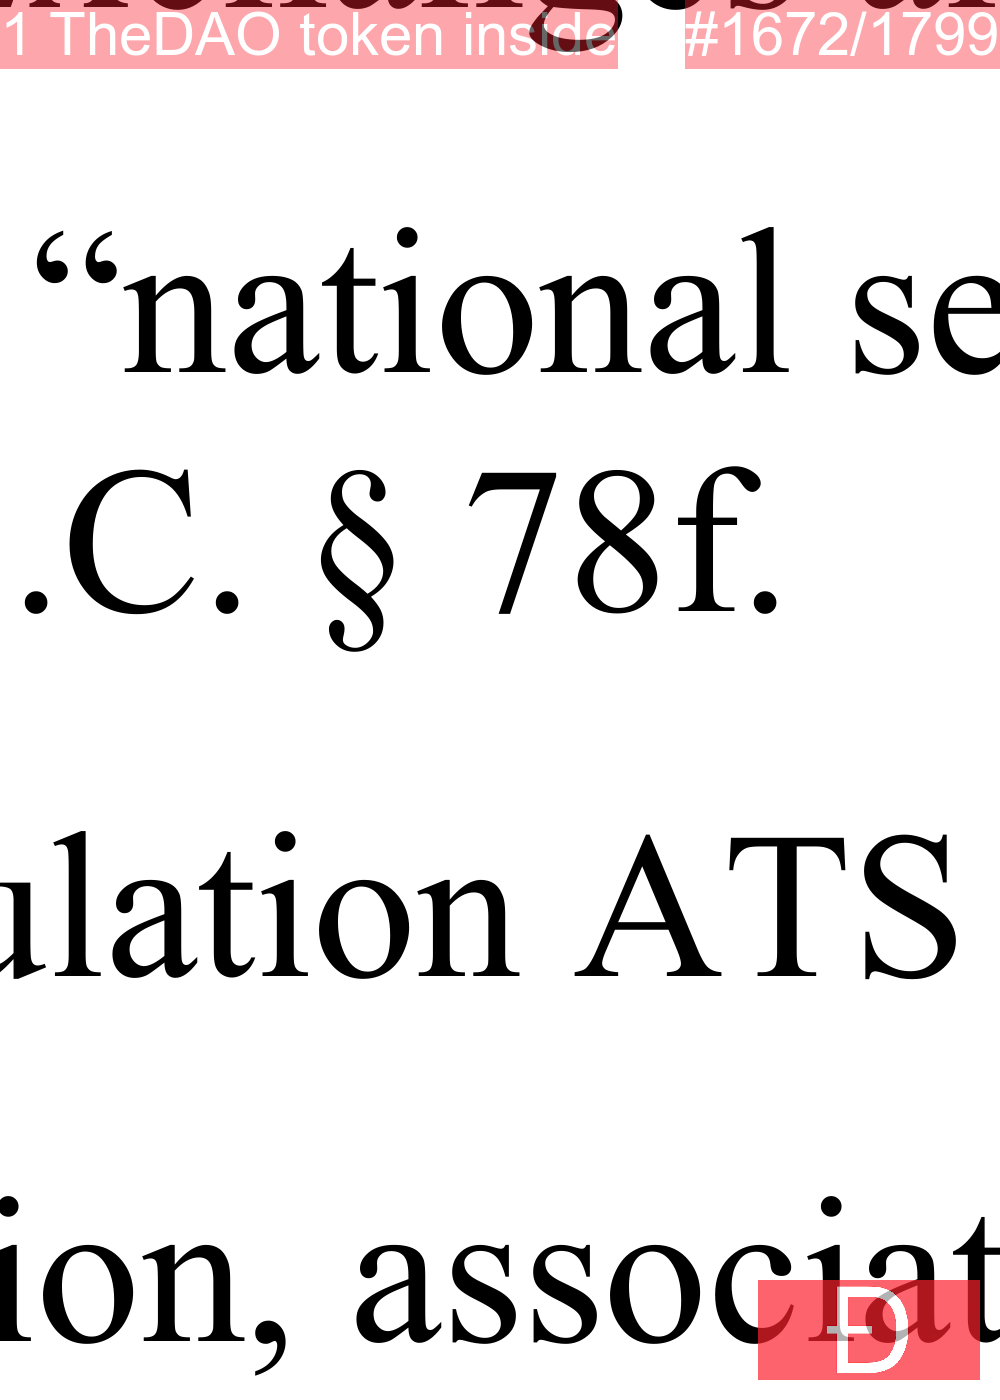 1 TheDAO token inside #1672/1799
“national se
.C. § 78f.
ulation ATS
ion, associat
Đ